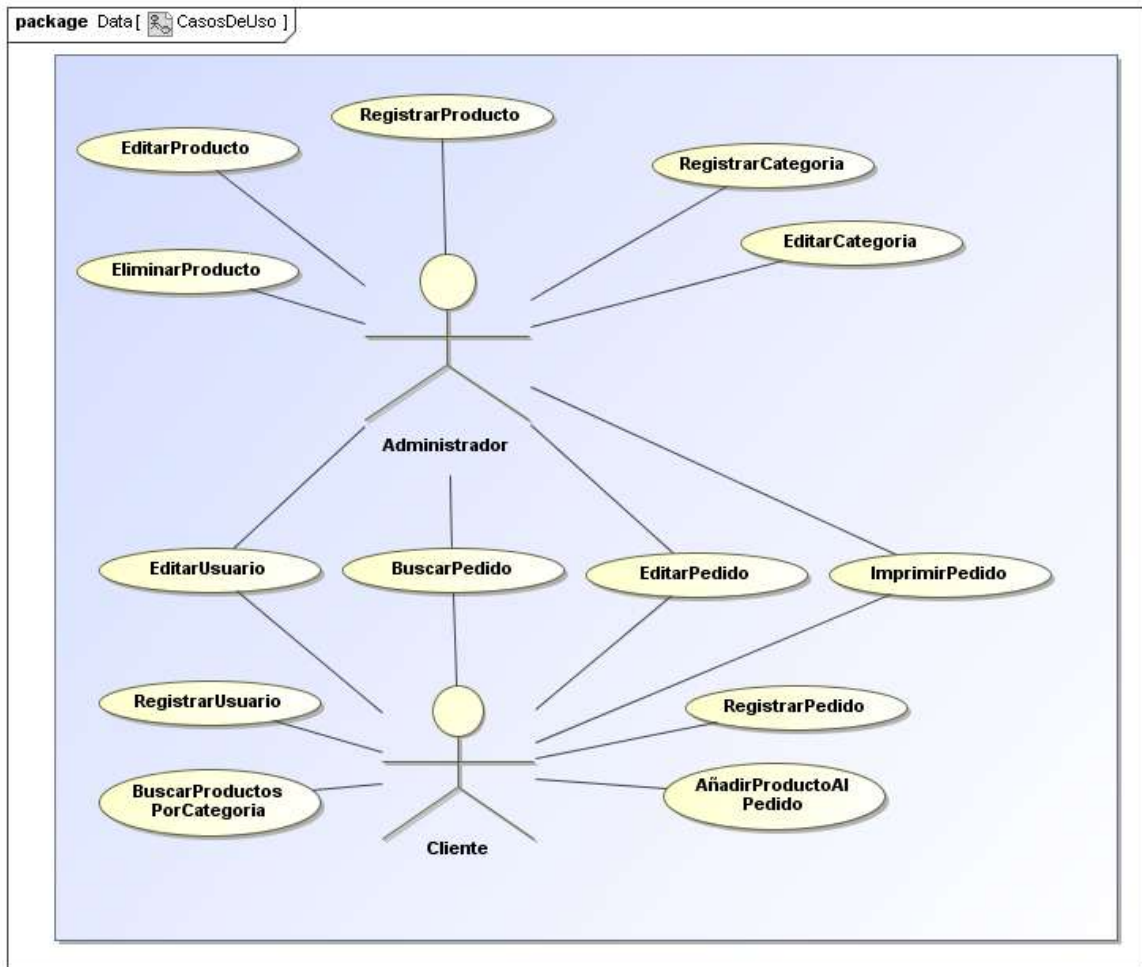 package Data [ CasosDeUso ]
RegistrarProducto
EditarProducto
RegistrarCategoria
EditarCategoria
EliminarProducto
Administrador
EditarUsuario
BuscarPedido
EditarPedido
ImprimirPedido
RegistrarUsuario
RegistrarPedido
BuscarProductos
PorCategoria
AñadirProductoAl
Pedido
Cliente